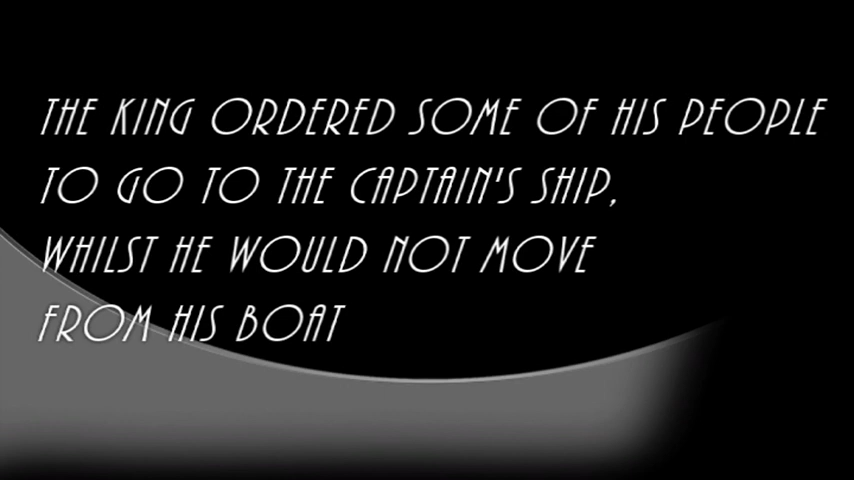 THE KING ORDERED SOME OF HIS PEOPLE
TO GO TO THE CAPTAIN'S SHIP,
WHILST HE WOULD NOT MOVE
FROM HIS BOAT